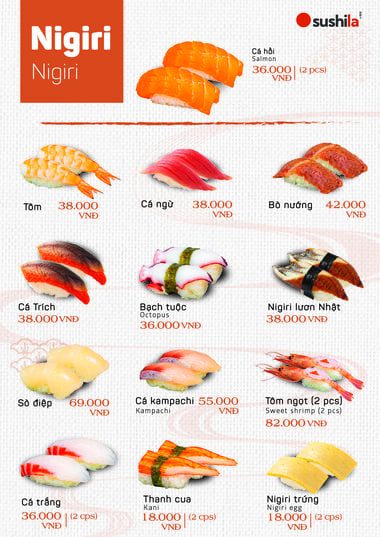 Nigiri
Nigiri
sushila
Cá hồi
Salmon
36.000 (2 pcs)
VNĐ
Tôm 38.000
VNĐ
Cá ngừ 38.000
VNĐ
Bò nướng 42.000
VNĐ
Cá Trích
38.000 VNĐ
Bạch tuộc
Octopus
36.000 VNĐ
Nigiri lươn Nhật
38.000 VNĐ
Sò điệp 69.000
VNĐ
Cá kampachi 55.000
Kampachi VNĐ
Tôm ngọt (2 pcs)
Sweet shrimp (2 pcs)
82.000 VNĐ
Cá trắng
36.000 (2 cps)
VNĐ
Thanh cua
Kani
18.000 (2 cps)
VNĐ
Nigiri trứng
Nigiri egg
18.000 (2 cps)
VNĐ